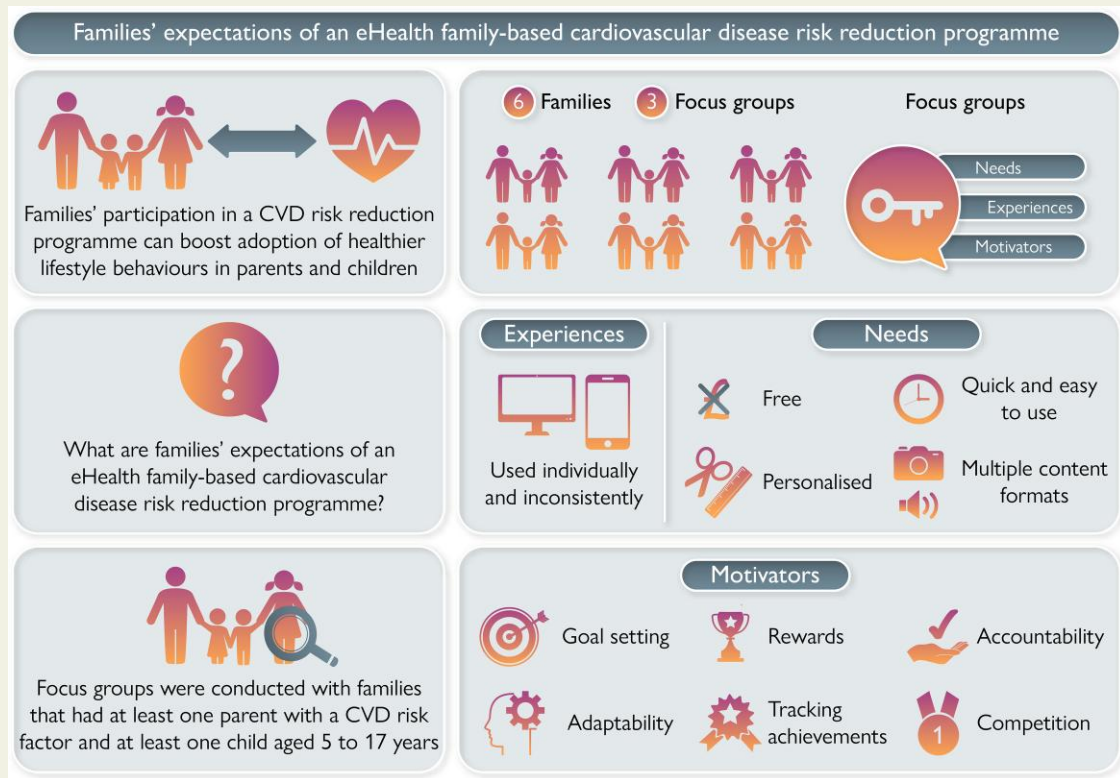 Families’ expectations of an eHealth family-based cardiovascular disease risk reduction programme
Families’ participation in a CVD risk reduction
programme can boost adoption of healthier
lifestyle behaviours in parents and children
6 Families
3 Focus groups
Focus groups
Needs
Experiences
Motivators
?
What are families’ expectations of an
eHealth family-based cardiovascular
disease risk reduction programme?
Experiences
Used individually
and inconsistently
Needs
£
Free
Quick and easy
to use
Personalised
Multiple content
formats
Focus groups were conducted with families
that had at least one parent with a CVD risk
factor and at least one child aged 5 to 17 years
Motivators
Goal setting
Rewards
Accountability
Adaptability
Tracking
achievements
1
Competition